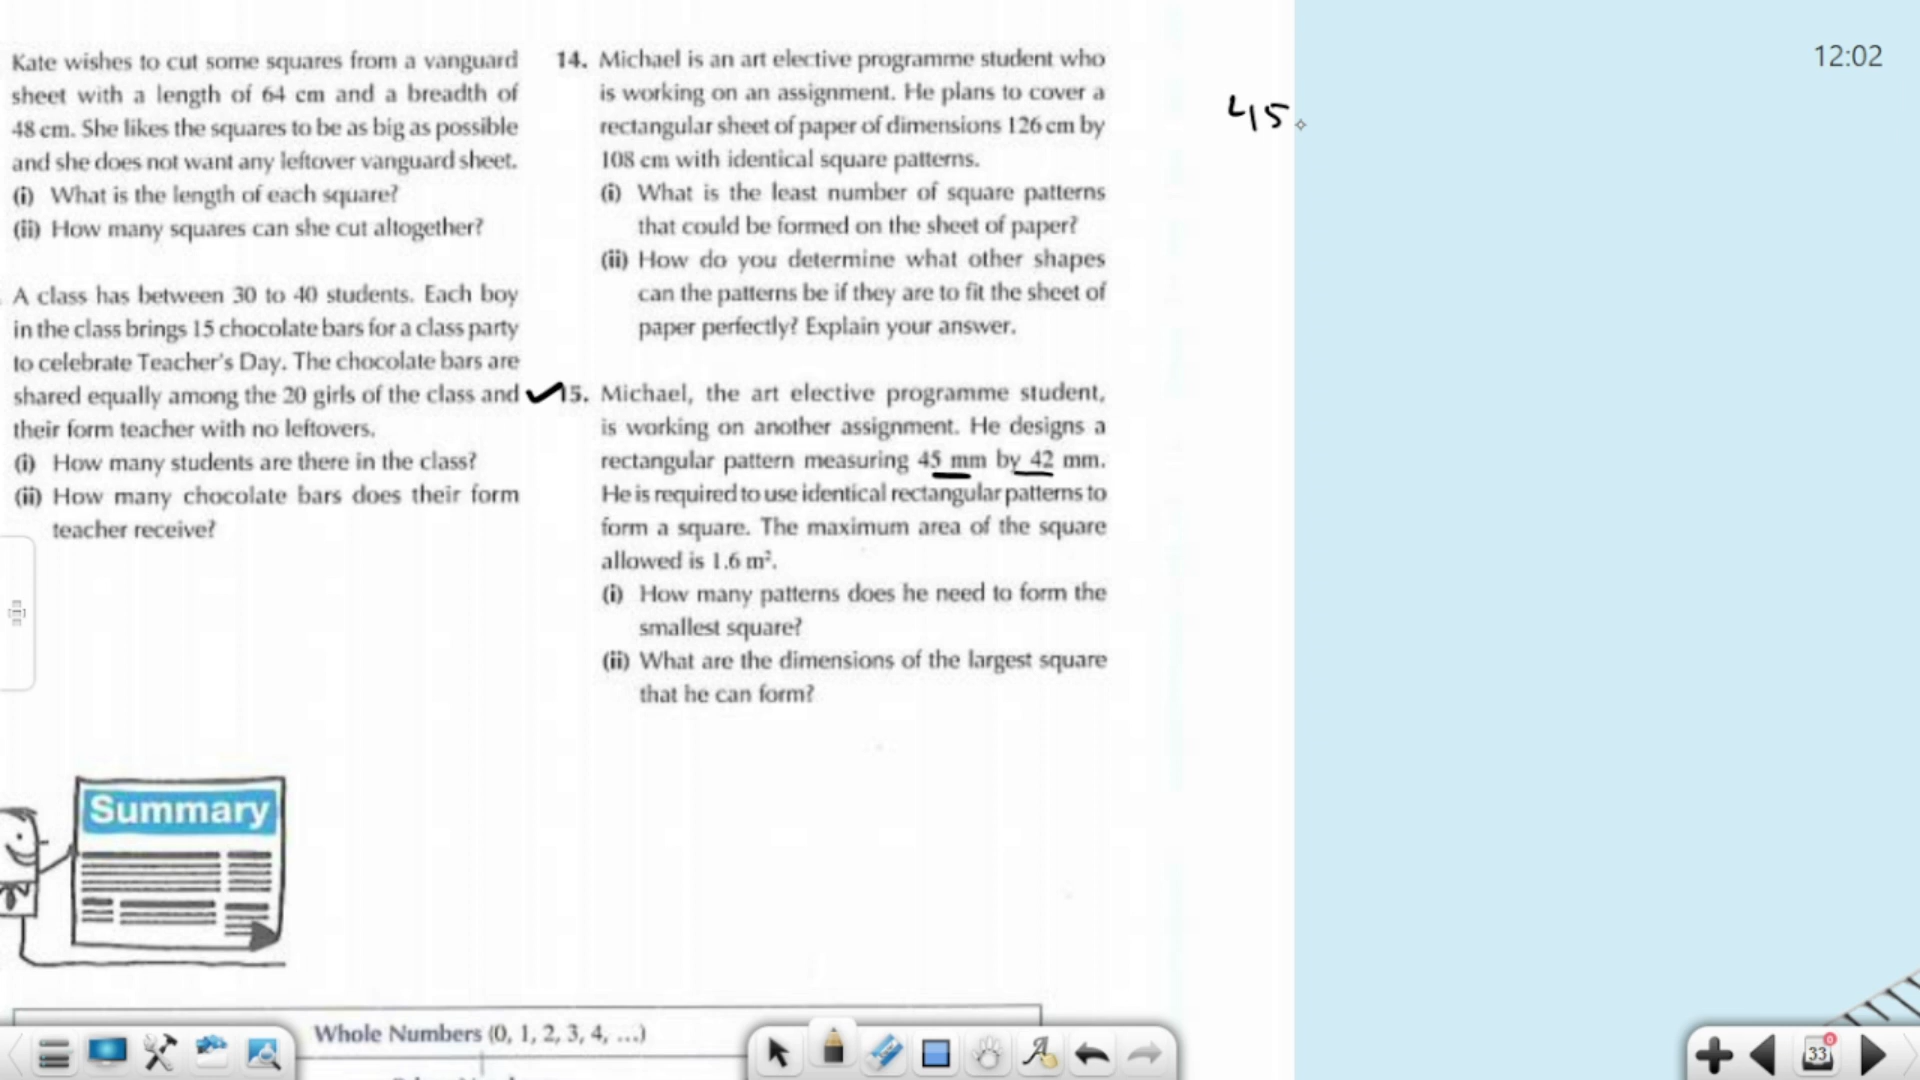 Kate wishes to cut some squares from a vanguard
sheet with a length of 64 cm and a breadth of
48 cm. She likes the squares to be as big as possible
and she does not want any leftover vanguard sheet.
(i) What is the length of each square?
(ii) How many squares can she cut altogether?
A class has between 30 to 40 students. Each boy
in the class brings 15 chocolate bars for a class party
to celebrate Teacher's Day. The chocolate bars are
shared equally among the 20 girls of the class and
their form teacher with no leftovers.
(i) How many students are there in the class?
(ii) How many chocolate bars does their form
teacher receive?
14. Michael is an art elective programme student who
is working on an assignment. He plans to cover a
rectangular sheet of paper of dimensions 126 cm by
108 cm with identical square patterns.
(i) What is the least number of square patterns
that could be formed on the sheet of paper?
(ii) How do you determine what other shapes
can the patterns be if they are to fit the sheet of
paper perfectly? Explain your answer.
15. Michael, the art elective programme student,
is working on another assignment. He designs a
rectangular pattern measuring 45 mm by 42 mm.
He is required to use identical rectangular patterns to
form a square. The maximum area of the square
allowed is 1.6 m².
(i) How many patterns does he need to form the
smallest square?
(ii) What are the dimensions of the largest square
that he can form?
45
12:02
Summary
Whole Numbers (0, 1, 2, 3, 4, ...)
33
0